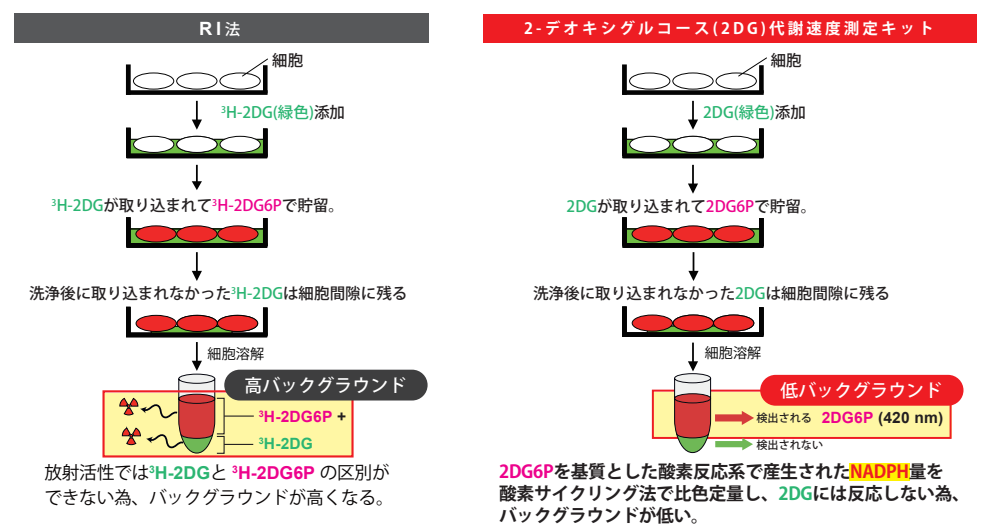 RI法
細胞
³H-2DG(緑色)添加
³H-2DGが取り込まれて³H-2DG6Pで貯留。
洗浄後に取り込まれなかった³H-2DGは細胞間隙に残る
細胞溶解
高バックグラウンド
³H-2DG6P +
³H-2DG
放射活性では³H-2DGと ³H-2DG6P の区別が
できない為、バックグラウンドが高くなる。
2-デオキシグルコース(2DG)代謝速度測定キット
細胞
2DG(緑色)添加
2DGが取り込まれて2DG6Pで貯留。
洗浄後に取り込まれなかった2DGは細胞間隙に残る
細胞溶解
低バックグラウンド
検出される 2DG6P (420 nm)
検出されない
2DG6Pを基質とした酸素反応系で産生されたNADPH量を
酸素サイクリング法で比色定量し、2DGには反応しない為、
バックグラウンドが低い。